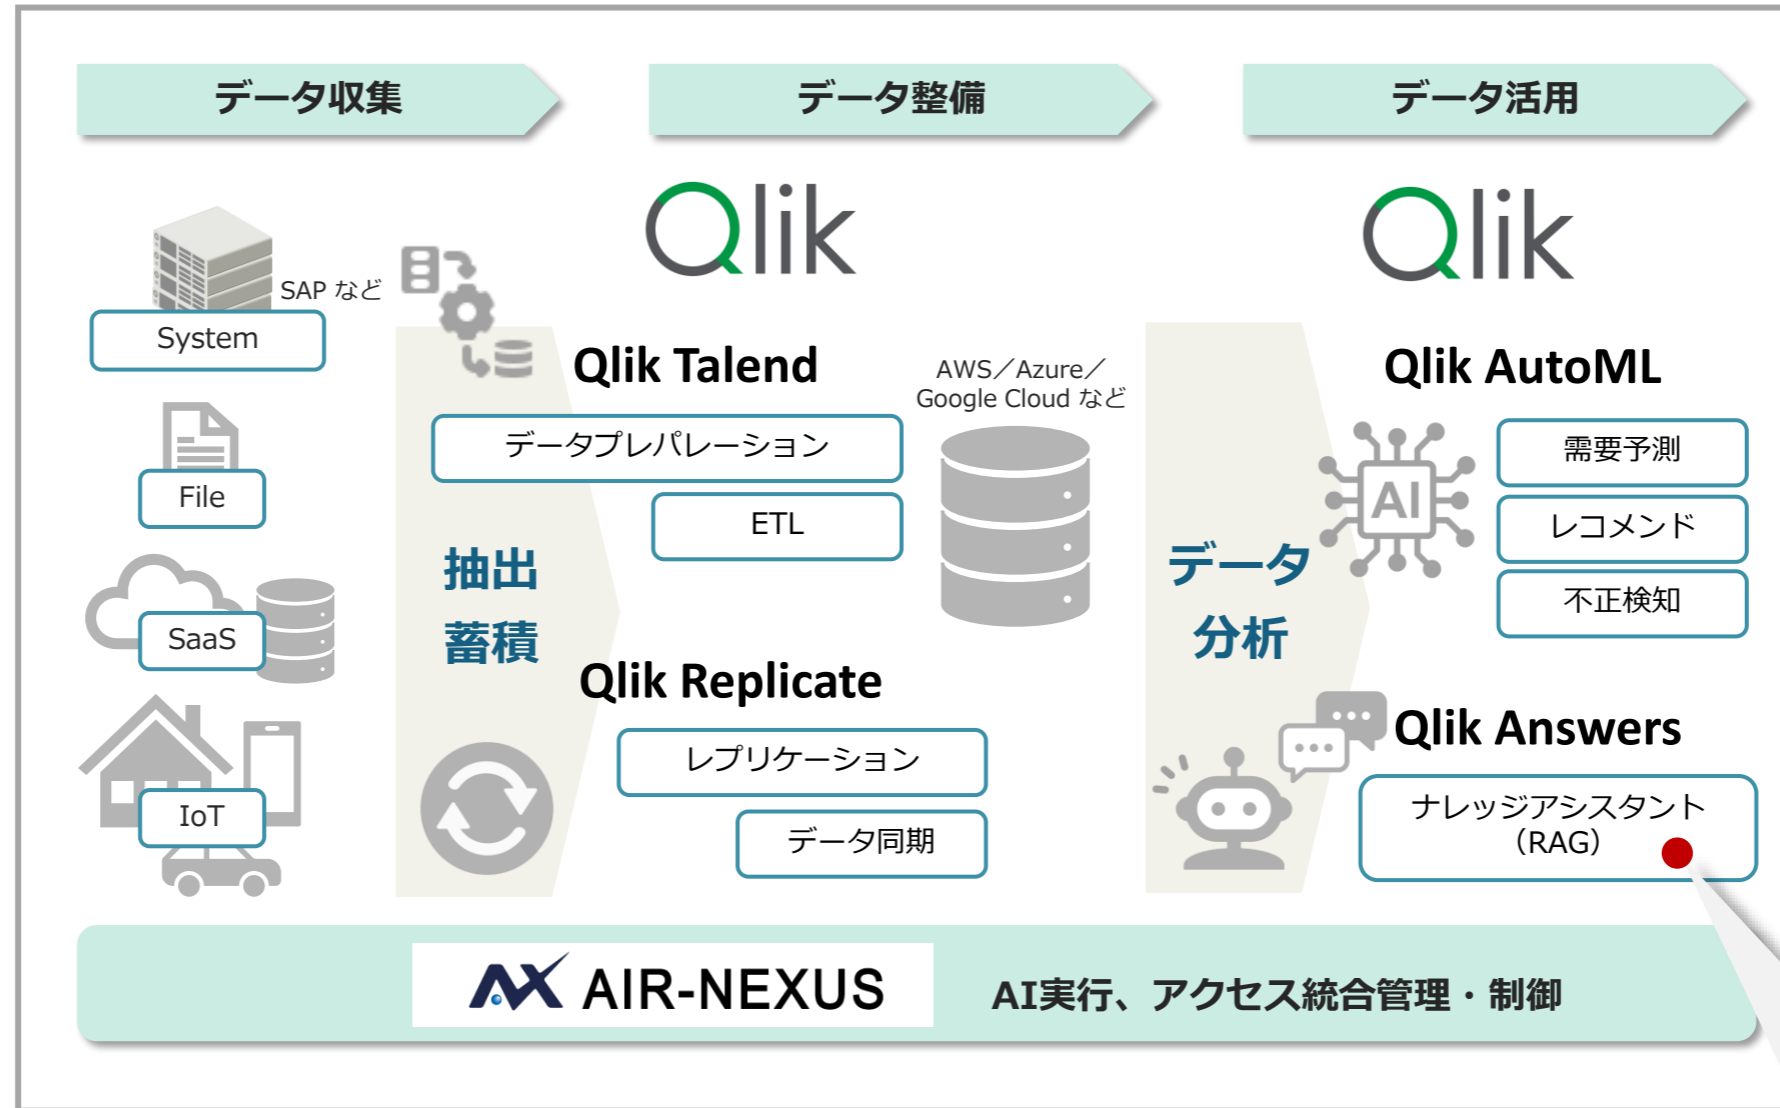 データ収集
データ整備
データ活用
Qlik
Qlik
SAP など
System
File
SaaS
IoT
抽出
蓄積
Qlik Talend
データプレパレーション
ETL
AWS／Azure／
Google Cloud など
Qlik Replicate
レプリケーション
データ同期
データ
分析
Qlik AutoML
AI
需要予測
レコメンド
不正検知
Qlik Answers
ナレッジアシスタント
（RAG）
AX AIR-NEXUS
AI実行、アクセス統合管理・制御